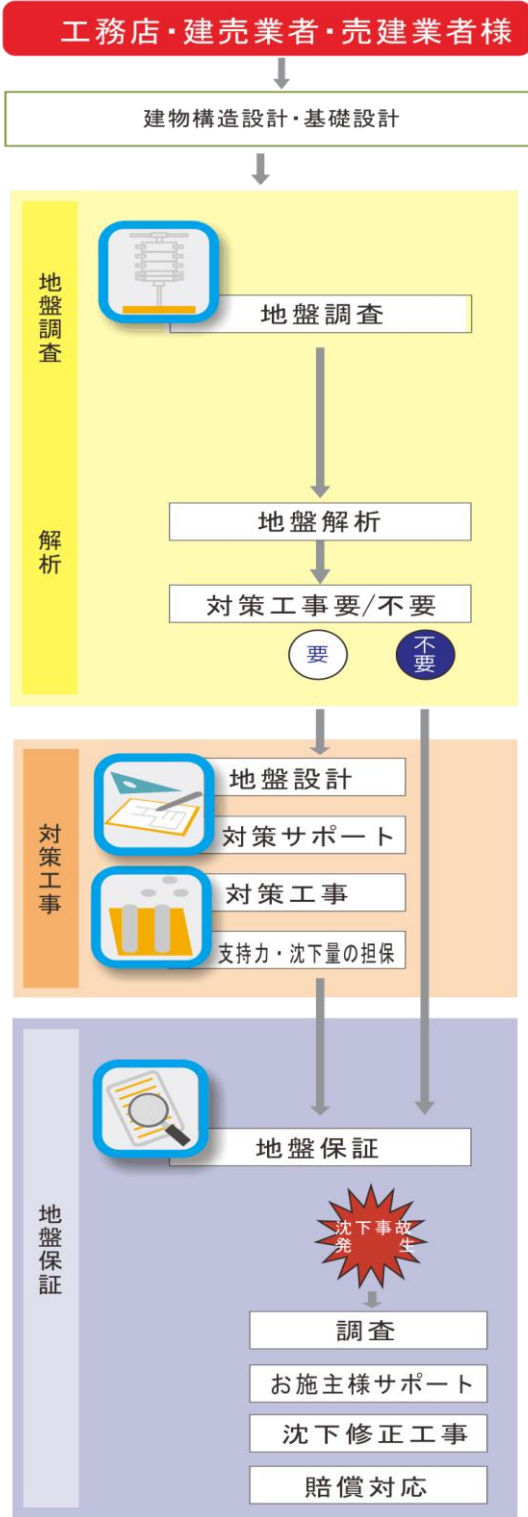 工務店・建売業者・売建業者様
建物構造設計・基礎設計
地盤調査
地盤調査
解析
地盤解析
対策工事要/不要
要
不要
対策工事
地盤設計
対策サポート
対策工事
支持力・沈下量の担保
地盤保証
地盤保証
沈下事故
発生
調査
お施主様サポート
沈下修正工事
賠償対応